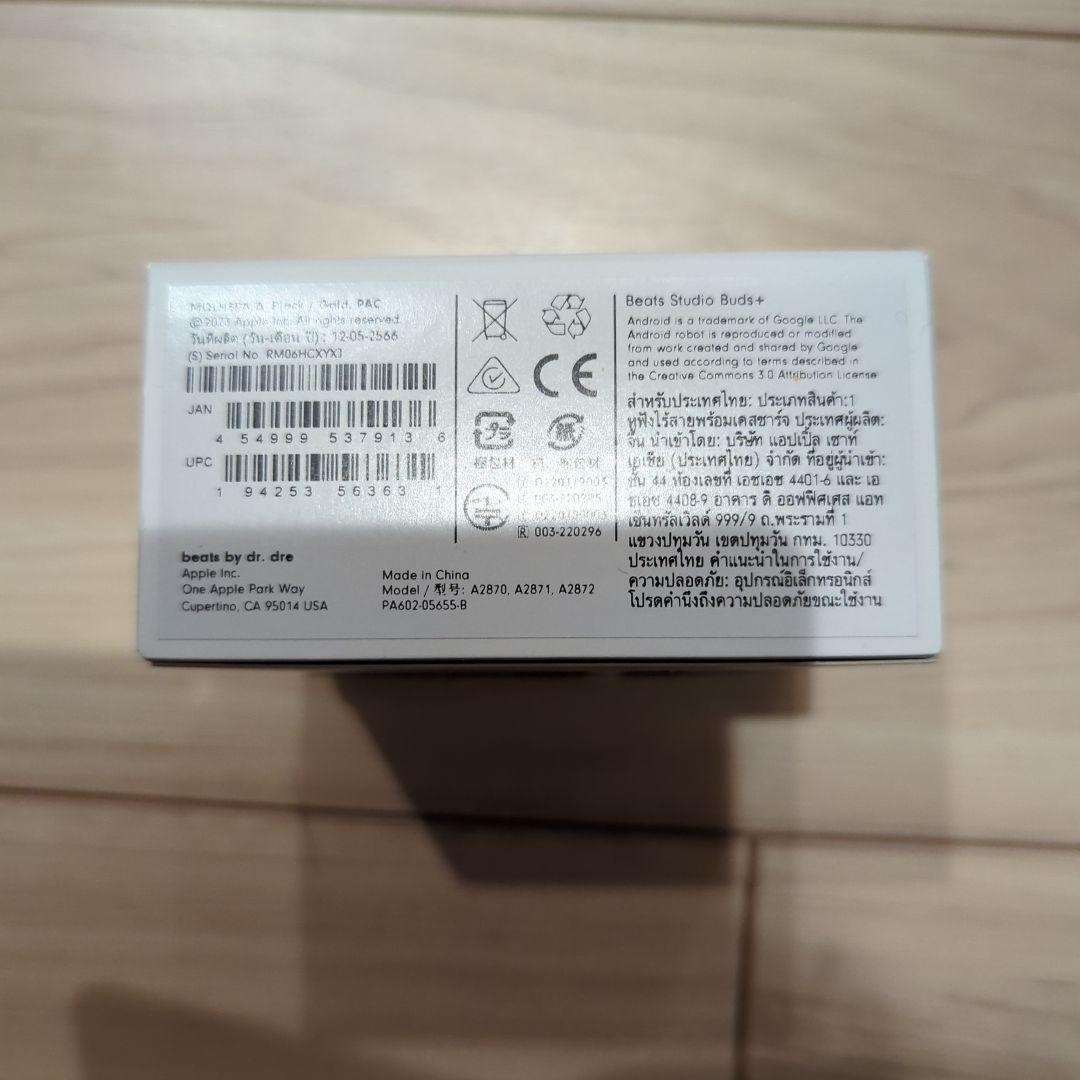 Black / Gold, PAC
© 2023 Apple Inc. All rights reserved.
วันที่ผลิต (วัน-เดือน ปี) : 12-05-2566
(S) Serial No. RM06HCXYXJ
JAN
4 54999 537913 6
UPC
1 94253 56363 1
beats by dr. dre
Apple Inc.
One Apple Park Way
Cupertino, CA 95014 USA
Made in China
Model / 型号: A2870, A2871, A2872
PA602-05655-B
CE
プラ
紙
R 003-220296
Beats Studio Buds+
Android is a trademark of Google LLC. The
Android robot is reproduced or modified
from work created and shared by Google
and used according to terms described in
the Creative Commons 3.0 Attribution License
สำหรับประเทศไทย: ประเภทสินค้า:1
หูฟังไร้สายพร้อมเคสชาร์จ ประเทศผู้ผลิต:
จีน นำเข้าโดย: บริษัท แอปเปิ้ล เซาท์
เอเชีย (ประเทศไทย) จำกัด ที่อยู่ผู้นำเข้า:
ชั้น 44 ห้องเลขที่ เอชเอช 4401-6 และ เอ
ชเอช 4408-9 อาคาร ดิ ออฟฟิศเศส แอท
เซ็นทรัลเวิลด์ 999/9 ถ.พระรามที่ 1
แขวงปทุมวัน เขตปทุมวัน กทม. 10330
ประเทศไทย คำแนะนำในการใช้งาน/
ความปลอดภัย: อุปกรณ์อิเล็กทรอนิกส์
โปรดคำนึงถึงความปลอดภัยขณะใช้งาน